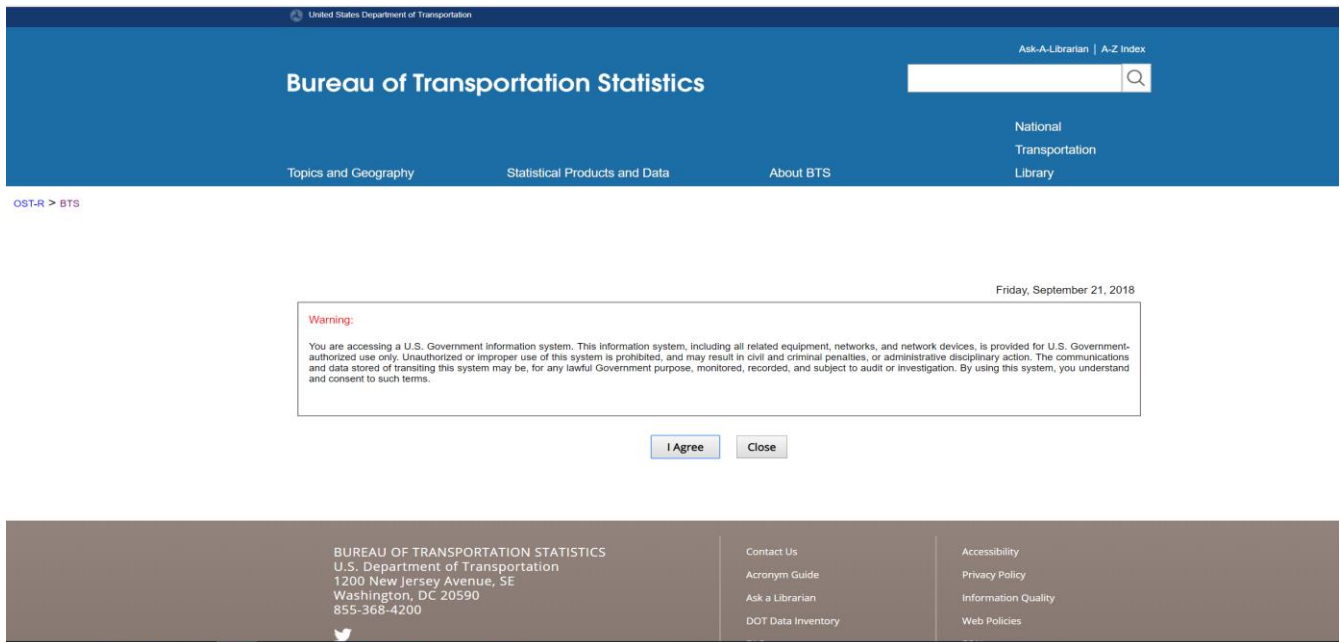 United States Department of Transportation
Ask-A-Librarian | A-Z Index
Bureau of Transportation Statistics
National
Transportation
Topics and Geography Statistical Products and Data About BTS Library
OST-R > BTS
Friday, September 21, 2018
Warning:
You are accessing a U.S. Government information system. This information system, including all related equipment, networks, and network devices, is provided for U.S. Government-
authorized use only. Unauthorized or improper use of this system is prohibited, and may result in civil and criminal penalties, or administrative disciplinary action. The communications
and data stored of transiting this system may be, for any lawful Government purpose, monitored, recorded, and subject to audit or investigation. By using this system, you understand
and consent to such terms.
I Agree Close
BUREAU OF TRANSPORTATION STATISTICS
U.S. Department of Transportation
1200 New Jersey Avenue, SE
Washington, DC 20590
855-368-4200
Contact Us
Acronym Guide
Ask a Librarian
DOT Data Inventory
Accessibility
Privacy Policy
Information Quality
Web Policies